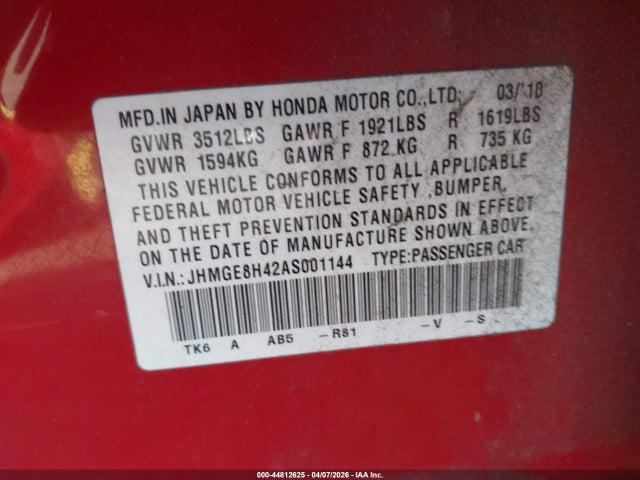 MFD.IN JAPAN BY HONDA MOTOR CO.,LTD. 03/'10
GVWR 3512LBS GAWR F 1921LBS R 1619LBS
GVWR 1594KG GAWR F 872 KG R 735 KG
THIS VEHICLE CONFORMS TO ALL APPLICABLE
FEDERAL MOTOR VEHICLE SAFETY ,BUMPER,
AND THEFT PREVENTION STANDARDS IN EFFECT
ON THE DATE OF MANUFACTURE SHOWN ABOVE.
V.I.N.:JHMGE8H42AS001144 TYPE:PASSENGER CAR
TK6 A AB5 -R81 -V -S
000-44812625 - 04/07/2026 - IAA Inc.